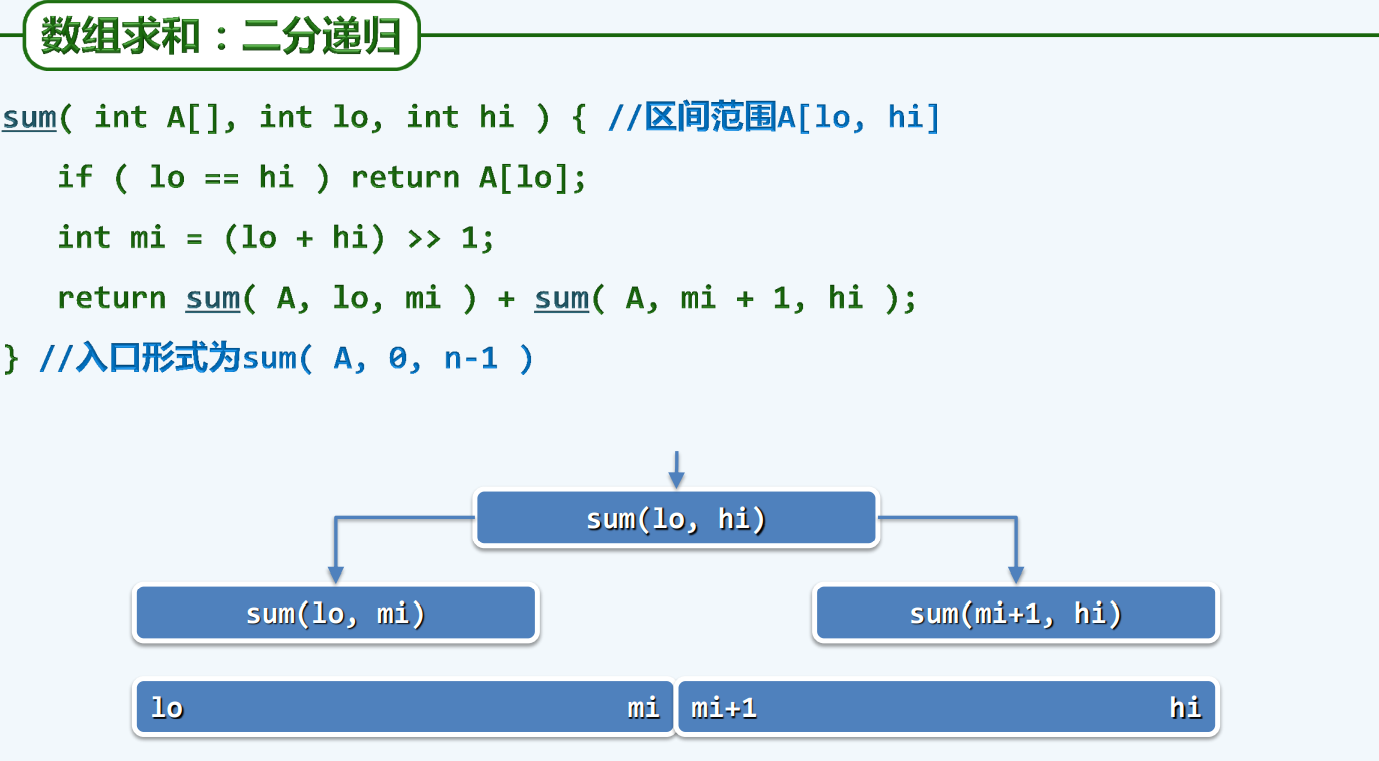 数组求和：二分递归
sum( int A[], int lo, int hi ) { //区间范围A[lo, hi]
if ( lo == hi ) return A[lo];
int mi = (lo + hi) >> 1;
return sum( A, lo, mi ) + sum( A, mi + 1, hi );
} //入口形式为sum( A, 0, n-1 )
sum(lo, hi)
sum(lo, mi) sum(mi+1, hi)
lo mi mi+1 hi